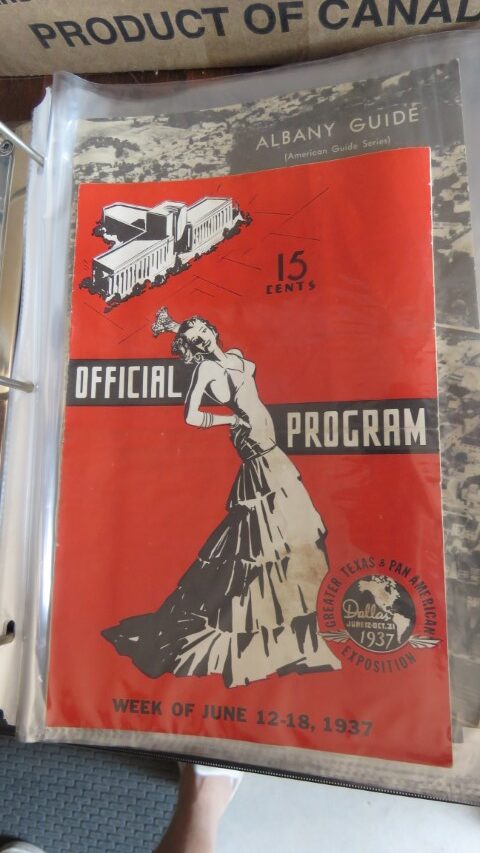 PRODUCT OF CANAD
ALBANY GUIDE
(American Guide Series)
15
CENTS
OFFICIAL
PROGRAM
GREATER TEXAS & PAN AMERICAN
Dallas
JUNE 12-OCT. 31
1937
EXPOSITION
WEEK OF JUNE 12-18, 1937